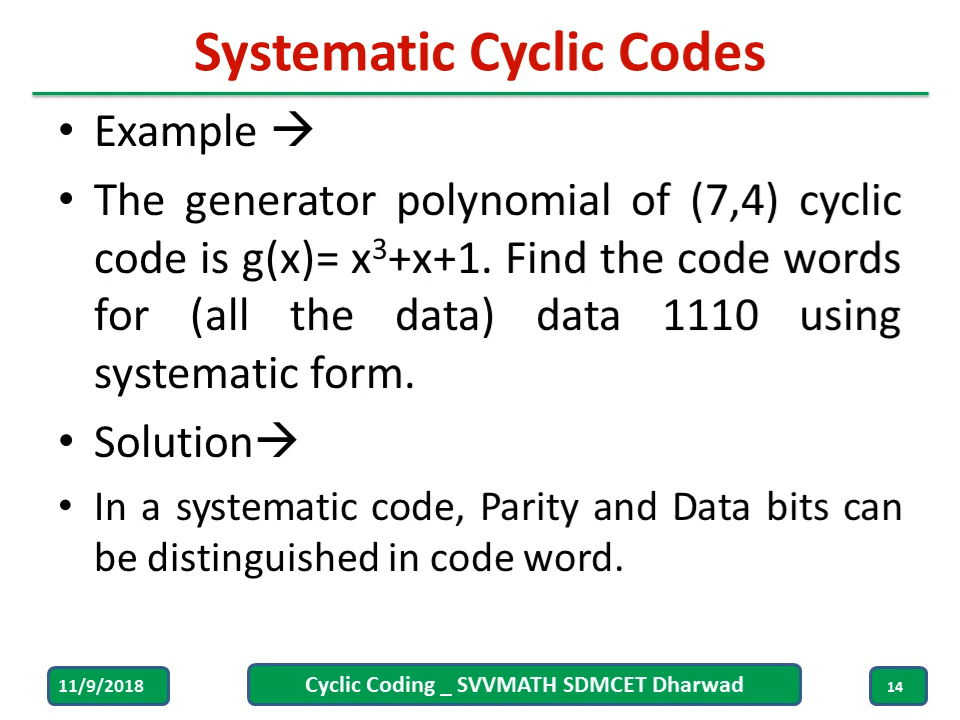 Systematic Cyclic Codes
• Example →
• The generator polynomial of (7,4) cyclic
code is g(x)= x³+x+1. Find the code words
for (all the data) data 1110 using
systematic form.
• Solution→
• In a systematic code, Parity and Data bits can
be distinguished in code word.
11/9/2018
Cyclic Coding _ SVVMATH SDMCET Dharwad
14